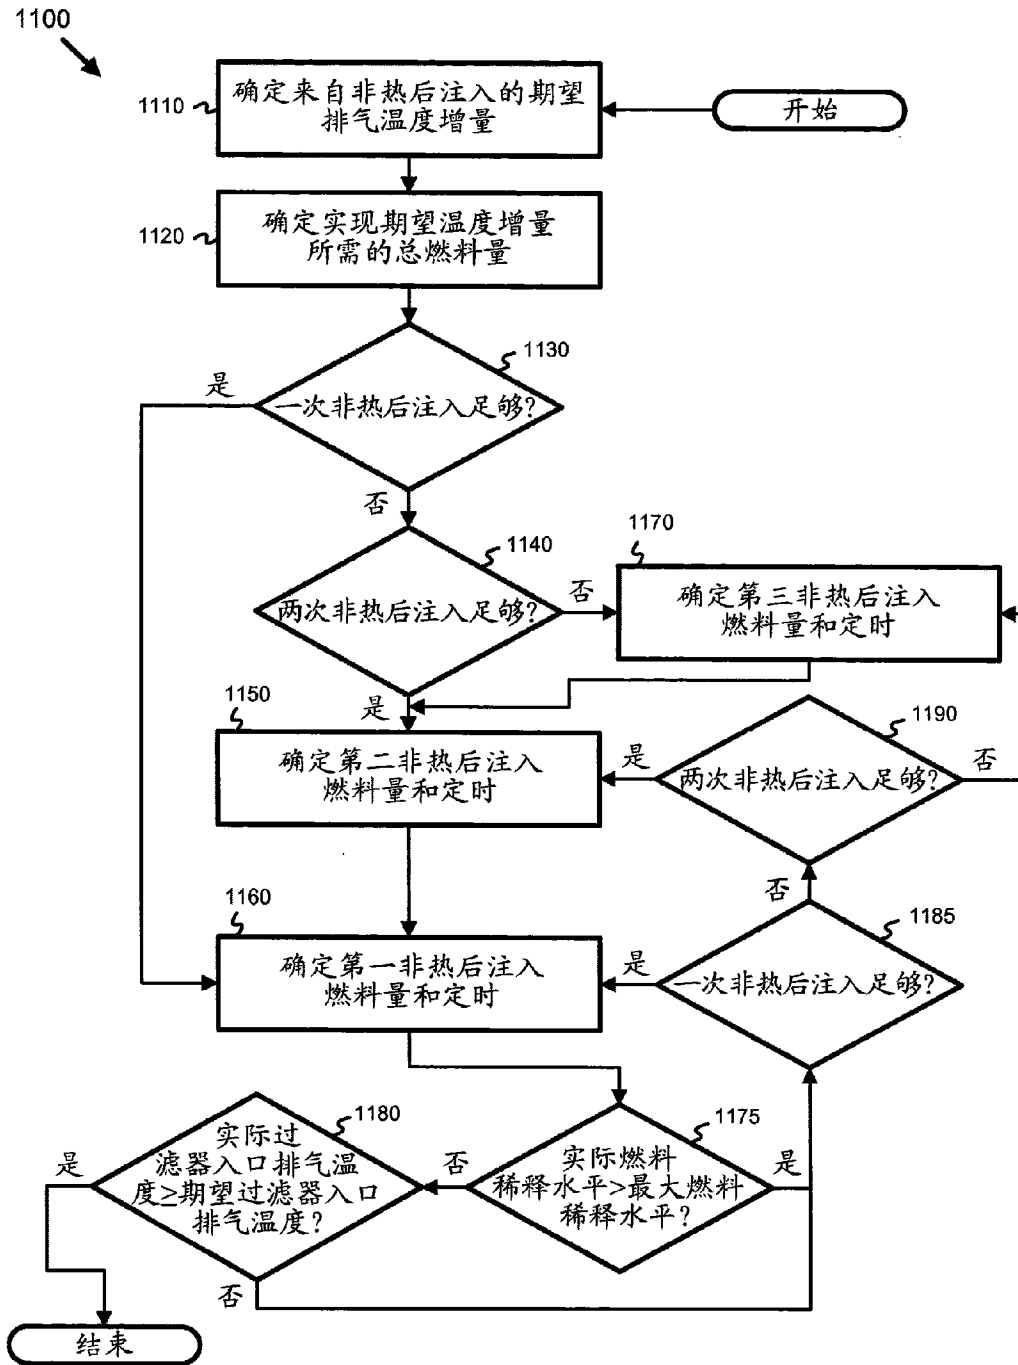 1100
确定来自非热后注入的期望
排气温度增量
1110
开始
确定实现期望温度增量
所需的总燃料量
1120
1130
是
一次非热后注入足够?
否
1140
1170
两次非热后注入足够?
否
确定第三非热后注入
燃料量和定时
是
1150
确定第二非热后注入
燃料量和定时
1190
是
两次非热后注入足够?
否
否
1160
确定第一非热后注入
燃料量和定时
1185
是
一次非热后注入足够?
1180
实际过
滤器入口排气温
度≥期望过滤器入口
排气温度?
是
否
1175
实际燃料
稀释水平>最大燃料
稀释水平?
是
否
结束